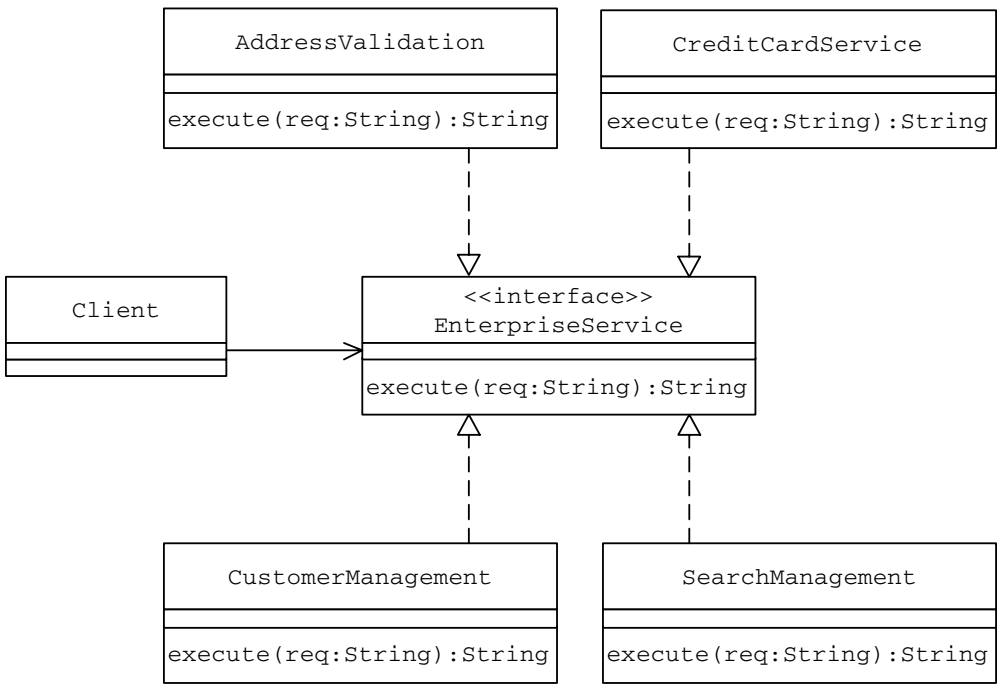 AddressValidation
execute(req:String):String
CreditCardService
execute(req:String):String
Client
<<interface>>
EnterpriseService
execute(req:String):String
CustomerManagement
execute(req:String):String
SearchManagement
execute(req:String):String